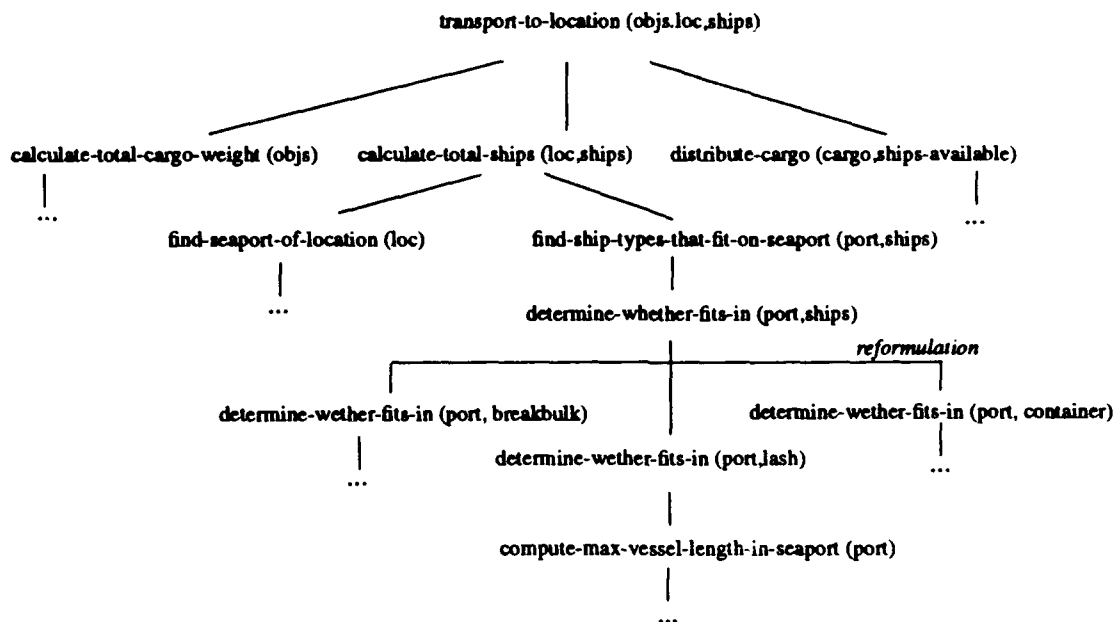 transport-to-location (objs.loc,ships)
calculate-total-cargo-weight (objs) calculate-total-ships (loc,ships) distribute-cargo (cargo,ships-available)
...
...
find-seaport-of-location (loc) find-ship-types-that-fit-on-seaport (port,ships)
...
determine-whether-fits-in (port,ships)
reformulation
determine-wether-fits-in (port, breakbulk) determine-wether-fits-in (port, container)
determine-wether-fits-in (port,lash)
...
...
compute-max-vessel-length-in-seaport (port)
...